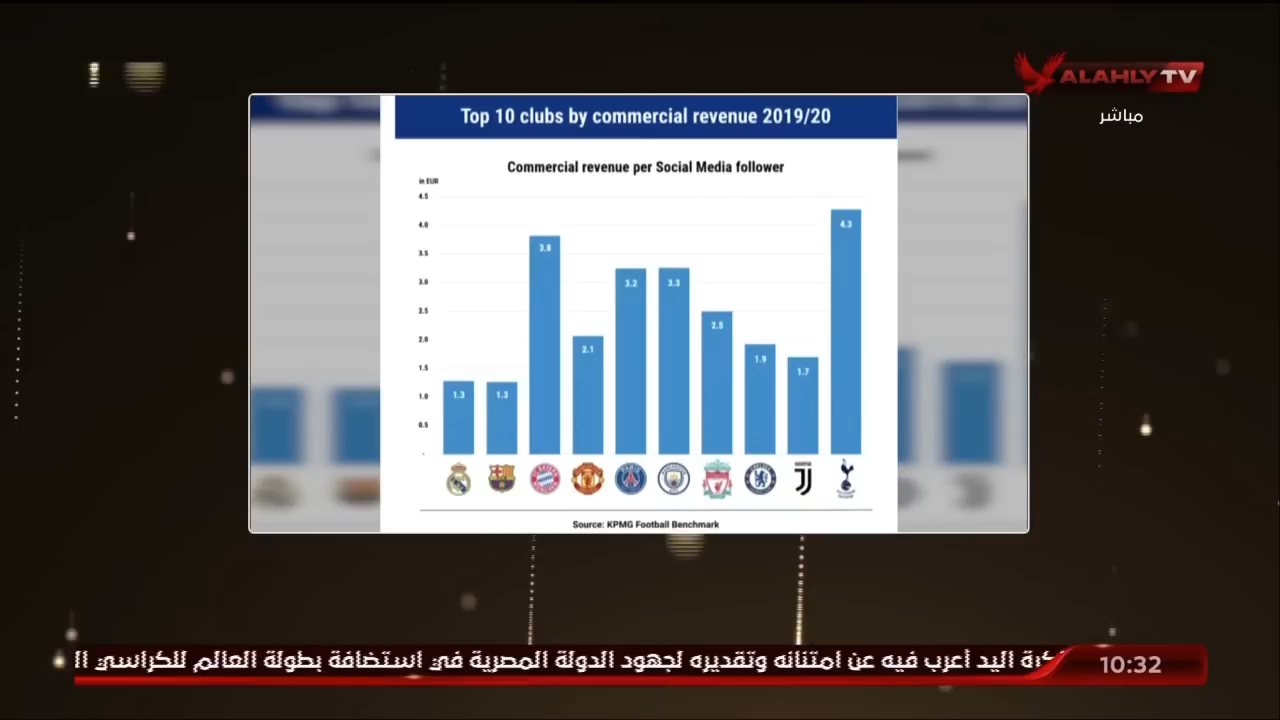 ALAHLY TV
مباشر
Top 10 clubs by commercial revenue 2019/20
Commercial revenue per Social Media follower
in EUR
4.5
4.0
3.5
3.0
2.5
2.0
1.5
1.0
0.5
-
1.3
1.3
3.8
2.1
3.2
3.3
2.5
1.9
1.7
4.3
PARIS
Source: KPMG Football Benchmark
كرة اليد أعرب فيه عن امتنانه وتقديره لجهود الدولة المصرية في استضافة بطولة العالم للكراسي ال
10:32